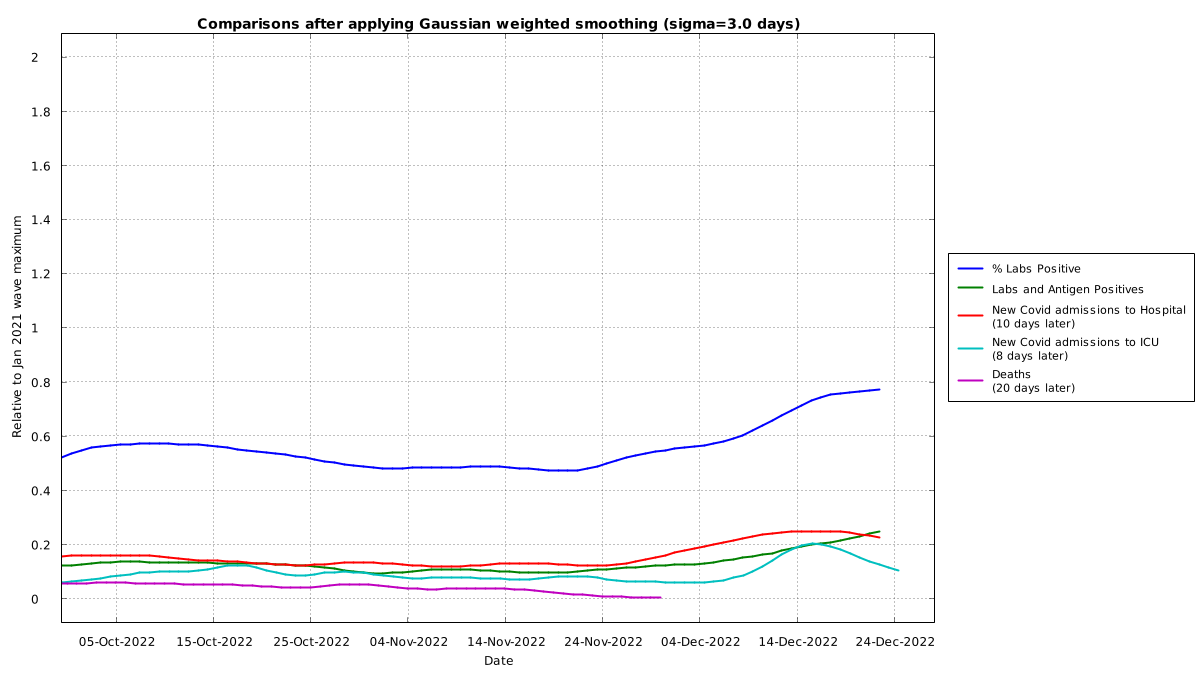 Comparisons after applying Gaussian weighted smoothing (sigma=3.0 days)
Relative to Jan 2021 wave maximum
2
1.8
1.6
1.4
1.2
1
0.8
0.6
0.4
0.2
0
05-Oct-2022
15-Oct-2022
25-Oct-2022
04-Nov-2022
14-Nov-2022
24-Nov-2022
04-Dec-2022
14-Dec-2022
24-Dec-2022
Date
% Labs Positive
Labs and Antigen Positives
New Covid admissions to Hospital
(10 days later)
New Covid admissions to ICU
(8 days later)
Deaths
(20 days later)